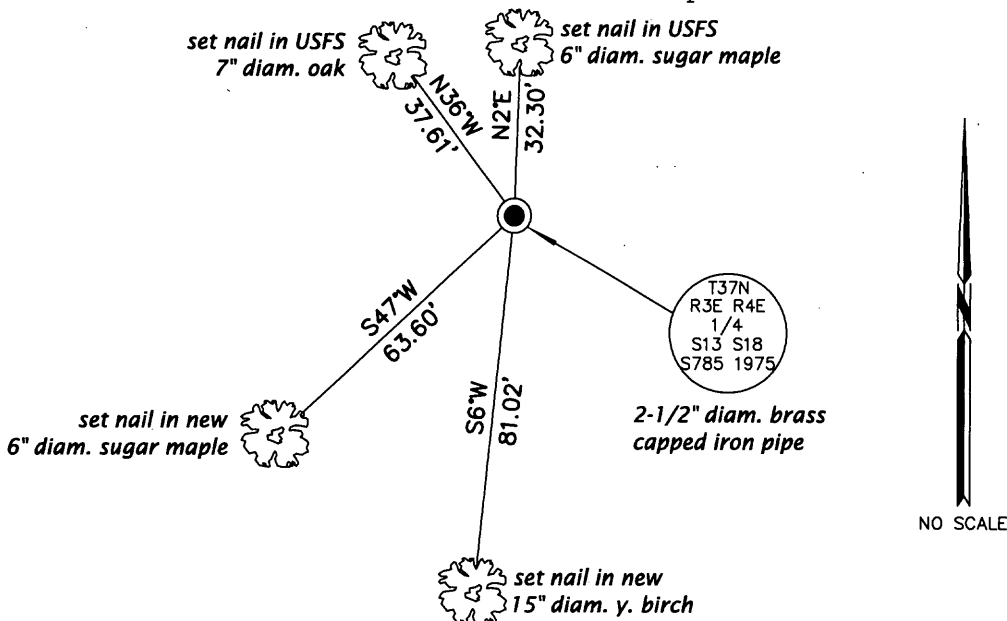 set nail in USFS
7" diam. oak
set nail in USFS
6" diam. sugar maple
N36°W
37.61'
N2°E
32.30'
S47°W
63.60'
S6°W
81.02'
T37N
R3E R4E
1/4
S13 S18
S785 1975
2-1/2" diam. brass
capped iron pipe
set nail in new
6" diam. sugar maple
set nail in new
15" diam. y. birch
N
NO SCALE